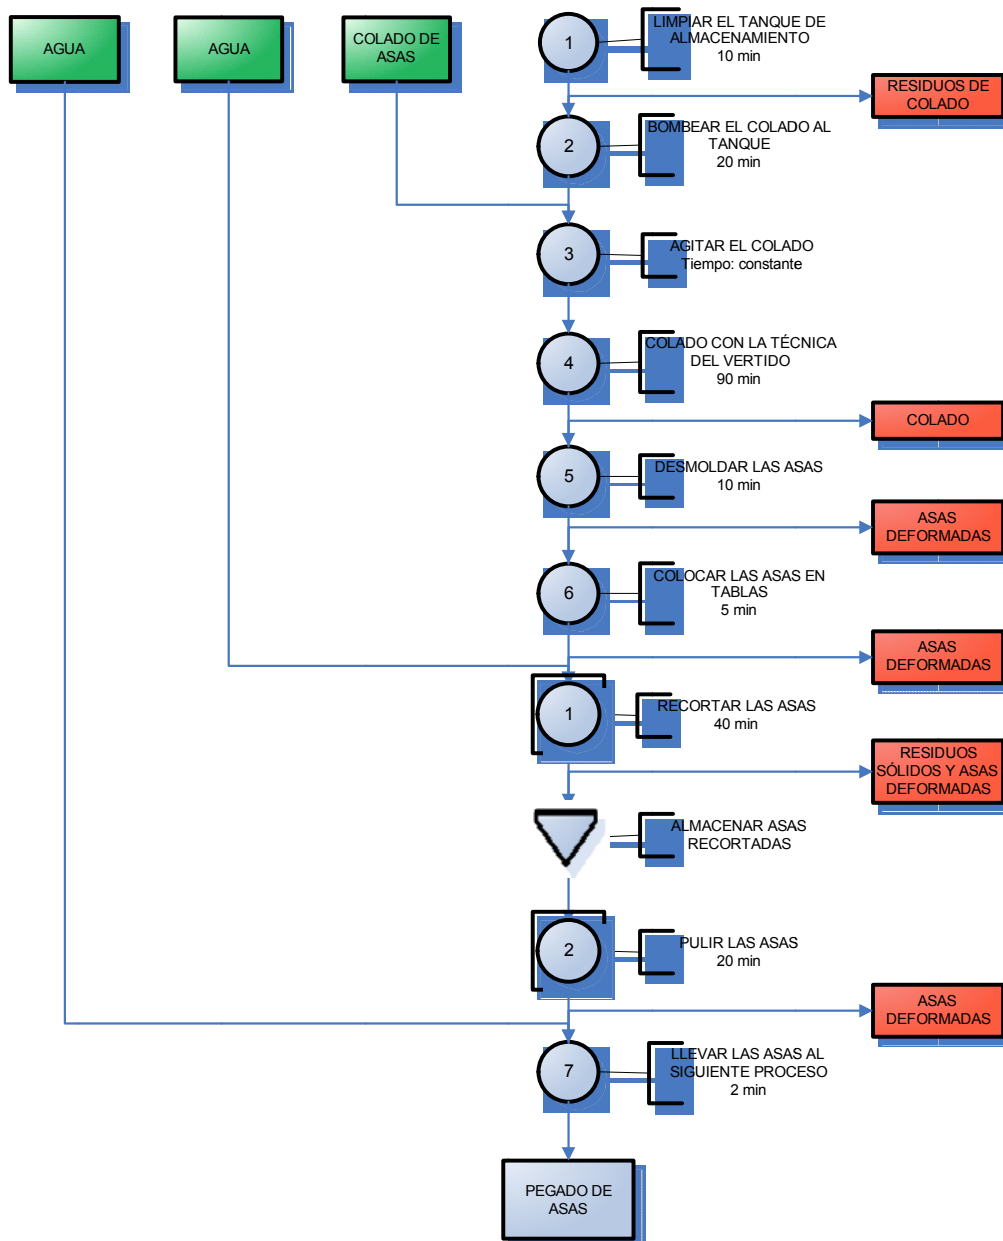 AGUA
AGUA
COLADO DE
ASAS
1
LIMPIAR EL TANQUE DE
ALMACENAMIENTO
10 min
RESIDUOS DE
COLADO
2
BOMBEAR EL COLADO AL
TANQUE
20 min
3
AGITAR EL COLADO
Tiempo: constante
4
COLADO CON LA TÉCNICA
DEL VERTIDO
90 min
COLADO
5
DESMOLDAR LAS ASAS
10 min
ASAS
DEFORMADAS
6
COLOCAR LAS ASAS EN
TABLAS
5 min
ASAS
DEFORMADAS
1
RECORTAR LAS ASAS
40 min
RESIDUOS
SÓLIDOS Y ASAS
DEFORMADAS
ALMACENAR ASAS
RECORTADAS
2
PULIR LAS ASAS
20 min
ASAS
DEFORMADAS
7
LLEVAR LAS ASAS AL
SIGUIENTE PROCESO
2 min
PEGADO DE
ASAS